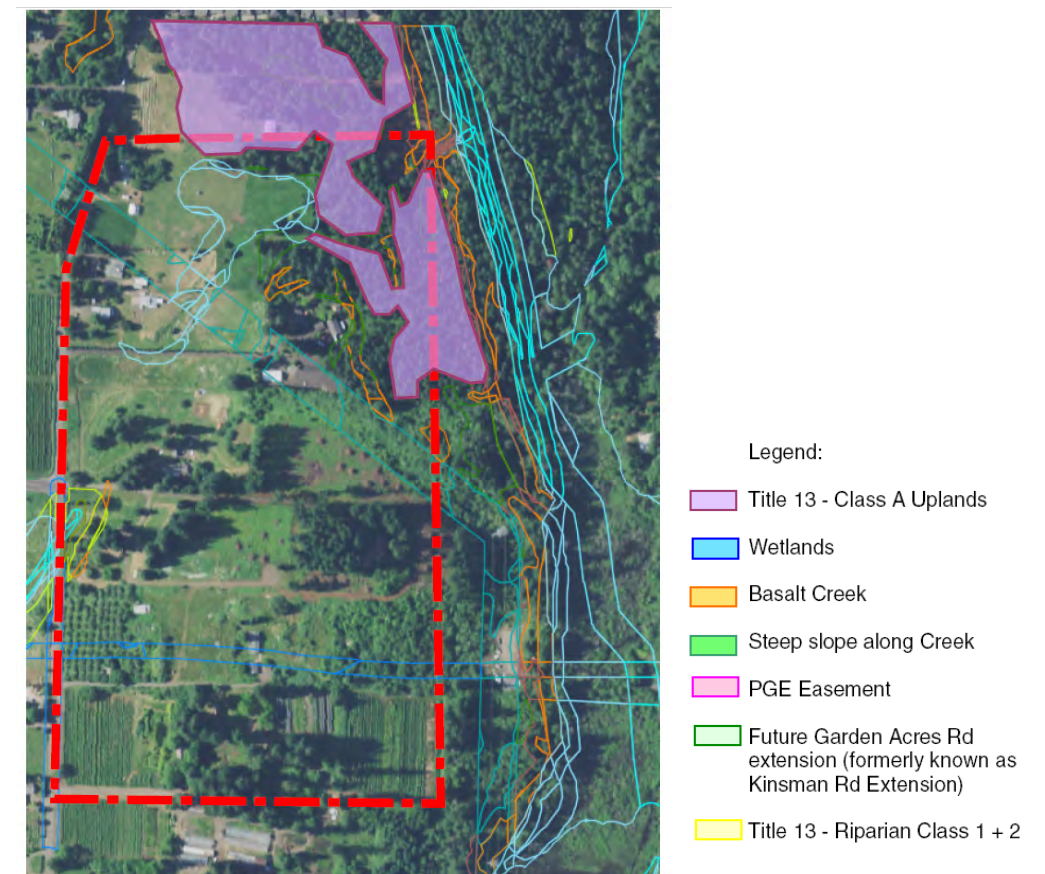 Legend:
Title 13 - Class A Uplands
Wetlands
Basalt Creek
Steep slope along Creek
PGE Easement
Future Garden Acres Rd
extension (formerly known as
Kinsman Rd Extension)
Title 13 - Riparian Class 1 + 2